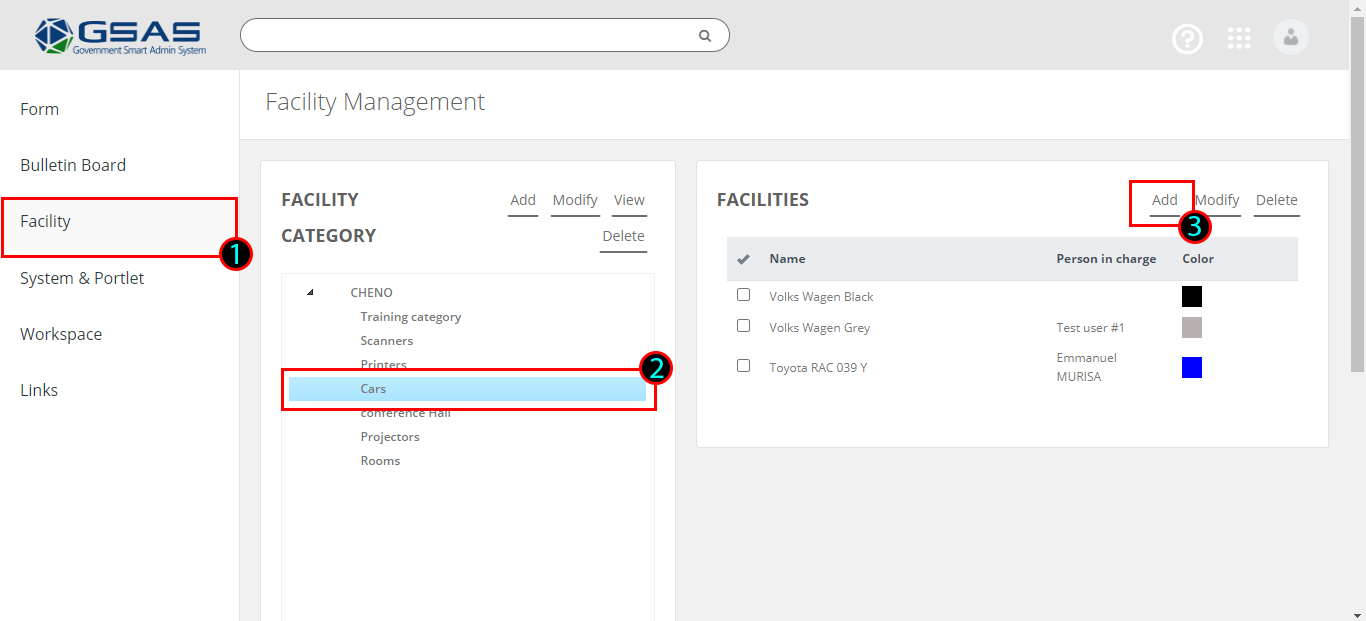 GSAS
Government Smart Admin System
Form
Bulletin Board
Facility
1
System & Portlet
Workspace
Links
Facility Management
FACILITY
CATEGORY
Add Modify View
Delete
CHENO
Training category
Scanners
Printers
Cars
2
conference Hall
Projectors
Rooms
FACILITIES
Add Modify Delete
3
Name Person in charge Color
Volks Wagen Black
Volks Wagen Grey Test user #1
Toyota RAC 039 Y Emmanuel
MURISA